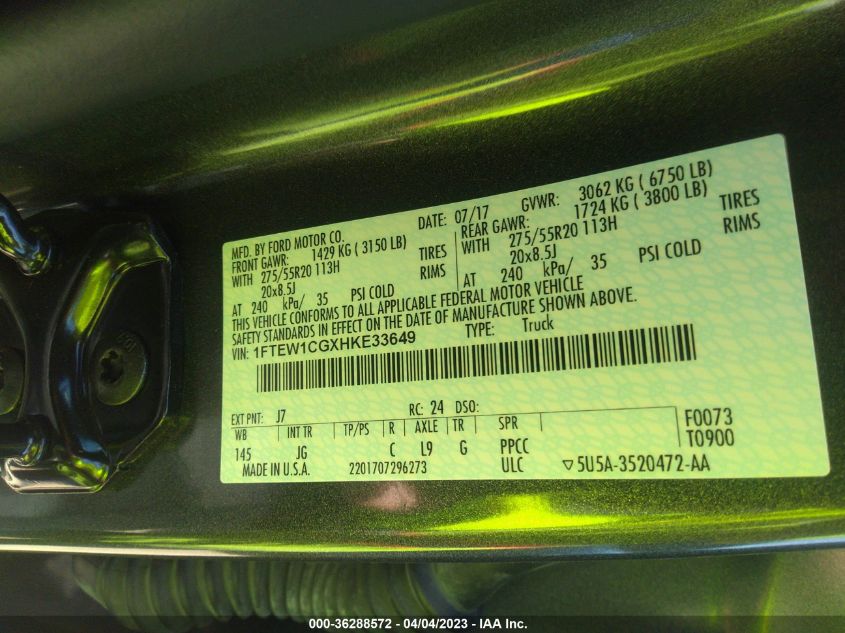 MFD. BY FORD MOTOR CO.
DATE: 07/17
GVWR: 3062 KG ( 6750 LB)
FRONT GAWR: 1429 KG ( 3150 LB)
WITH 275/55R20 113H TIRES
20x8.5J RIMS
AT 240 kPa/ 35 PSI COLD
REAR GAWR: 1724 KG ( 3800 LB)
WITH 275/55R20 113H TIRES
20x8.5J RIMS
AT 240 kPa/ 35 PSI COLD
THIS VEHICLE CONFORMS TO ALL APPLICABLE FEDERAL MOTOR VEHICLE
SAFETY STANDARDS IN EFFECT ON THE DATE OF MANUFACTURE SHOWN ABOVE.
VIN: 1FTEW1CGXHKE33649
TYPE: Truck
EXT PNT: J7 RC: 24 DSO:
WB INT TR TP/PS R AXLE TR SPR
145 JG C L9 G PPCC
F0073
T0900
MADE IN U.S.A. 2201707296273 ULC ▽5U5A-3520472-AA
000-36288572 - 04/04/2023 - IAA Inc.